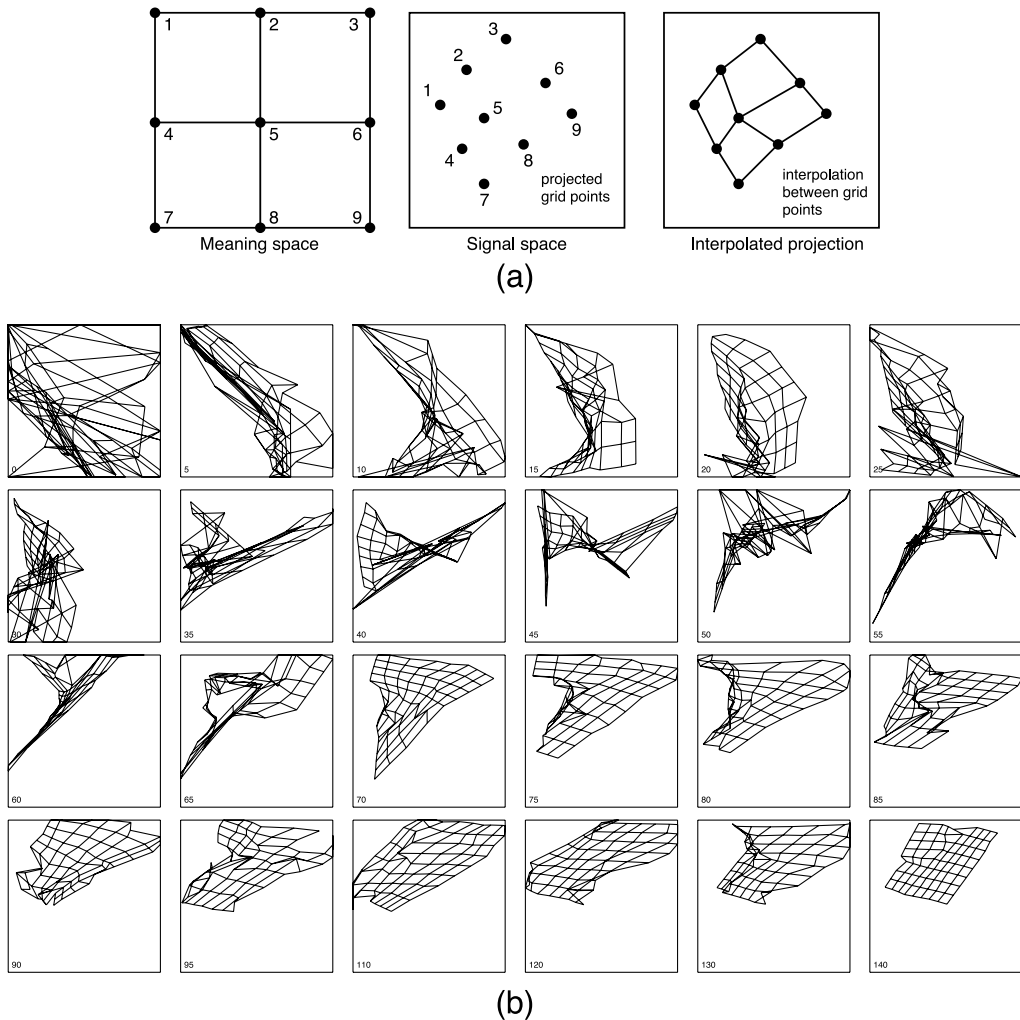 1 2 3
4 5 6
7 8 9
Meaning space
3
2
6
1
5
9
4
8
7
projected
grid points
Signal space
interpolation
between grid
points
Interpolated projection
(a)
0 5 10 15 20 25
30 35 40 45 50 55
60 65 70 75 80 85
90 95 110 120 130 140
(b)